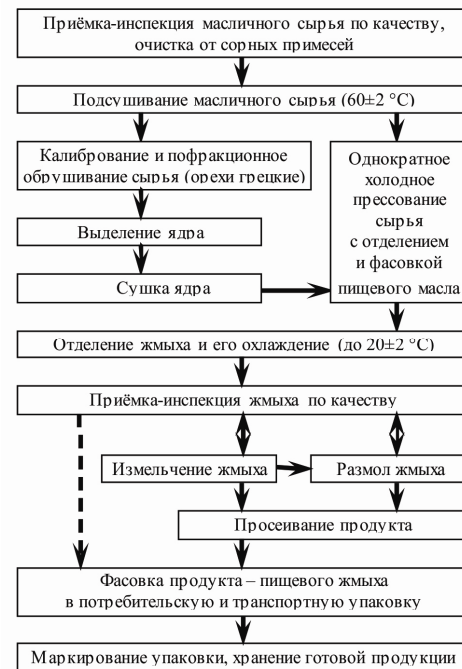 Приёмка-инспекция масличного сырья по качеству,
очистка от сорных примесей
Подсушивание масличного сырья (60±2 °C)
Калибрование и пофракционное
обрушивание сырья (орехи грецкие)
Выделение ядра
Сушка ядра
Однократное
холодное
прессование
сырья
с отделением
и фасовкой
пищевого масла
Отделение жмыха и его охлаждение (до 20±2 °C)
Приёмка-инспекция жмыха по качеству
Измельчение жмыха
Размол жмыха
Просеивание продукта
Фасовка продукта – пищевого жмыха
в потребительскую и транспортную упаковку
Маркирование упаковки, хранение готовой продукции